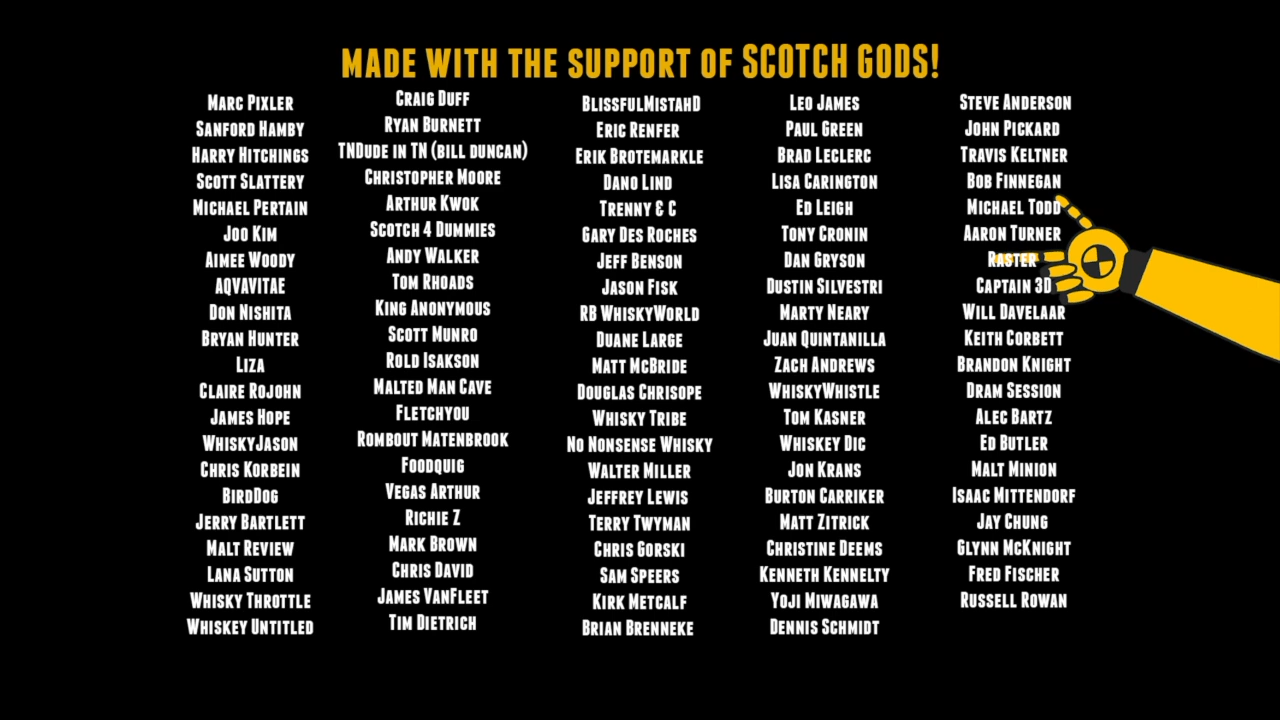 MADE WITH THE SUPPORT OF SCOTCH GODS!
Marc Pixler
Sanford Hamby
Harry Hitchings
Scott Slattery
Michael Pertain
Joo Kim
Aimee Woody
AQVAVITAE
Don Nishita
Bryan Hunter
Liza
Claire Rojohn
James Hope
WhiskyJason
Chris Korbein
BirdDog
Jerry Bartlett
Malt Review
Lana Sutton
Whisky Throttle
Whiskey Untitled
Craig Duff
Ryan Burnett
TNDude in TN (bill duncan)
Christopher Moore
Arthur Kwok
Scotch 4 Dummies
Andy Walker
Tom Rhoads
King Anonymous
Scott Munro
Rold Isakson
Malted Man Cave
Fletchyou
Rombout Matenbrook
Foodquig
Vegas Arthur
Richie Z
Mark Brown
Chris David
James VanFleet
Tim Dietrich
BlissfulMistahD
Eric Renfer
Erik Brotemarkle
Dano Lind
Trenny & C
Gary Des Roches
Jeff Benson
Jason Fisk
RB WhiskyWorld
Duane Large
Matt McBride
Douglas Chrisope
Whisky Tribe
No Nonsense Whisky
Walter Miller
Jeffrey Lewis
Terry Twyman
Chris Gorski
Sam Speers
Kirk Metcalf
Brian Brenneke
Leo James
Paul Green
Brad Leclerc
Lisa Carington
Ed Leigh
Tony Cronin
Dan Gryson
Dustin Silvestri
Marty Neary
Juan Quintanilla
Zach Andrews
WhiskyWhistle
Tom Kasner
Whiskey Dic
Jon Krans
Burton Carriker
Matt Zitrick
Christine Deems
Kenneth Kennelty
Yoji Miwagawa
Dennis Schmidt
Steve Anderson
John Pickard
Travis Keltner
Bob Finnegan
Michael Todd
Aaron Turner
Raster
Captain 3D
Will Davelaar
Keith Corbett
Brandon Knight
Dram Session
Alec Bartz
Ed Butler
Malt Minion
Isaac Mittendorf
Jay Chung
Glynn McKnight
Fred Fischer
Russell Rowan